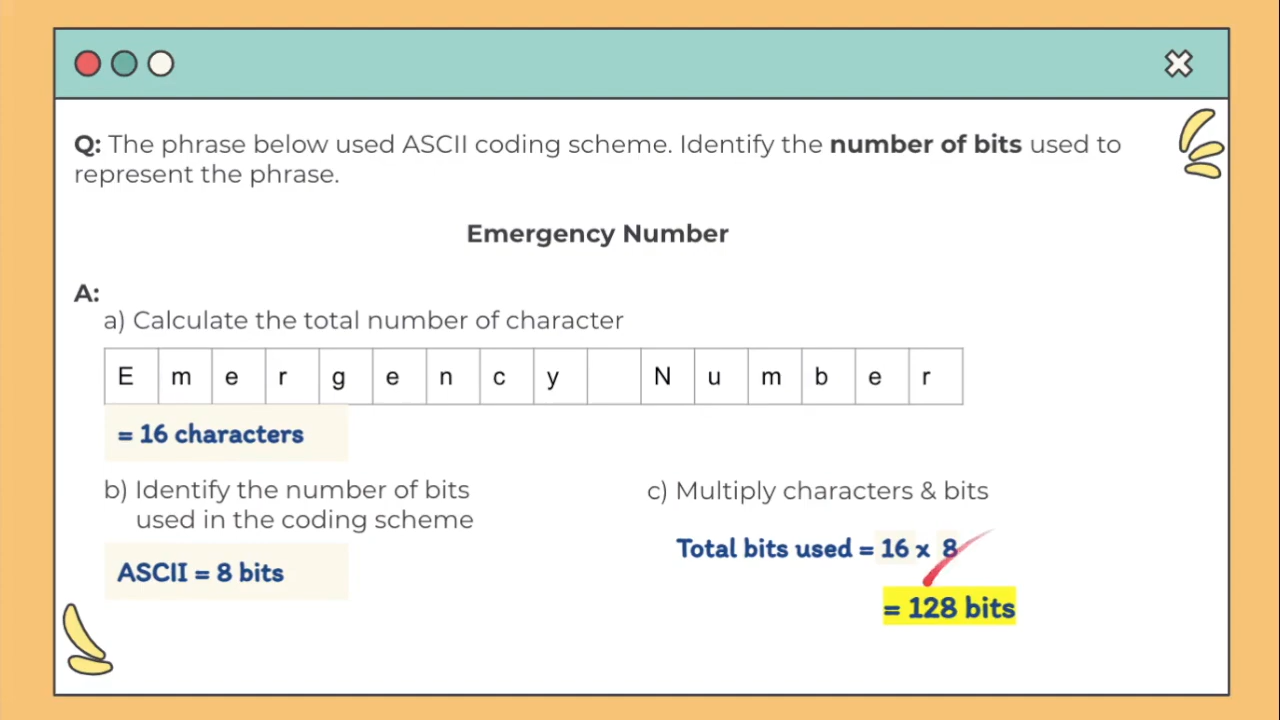 Q: The phrase below used ASCII coding scheme. Identify the number of bits used to
represent the phrase.
Emergency Number
A:
a) Calculate the total number of character
E m e r g e n c y N u m b e r
= 16 characters
b) Identify the number of bits
used in the coding scheme
ASCII = 8 bits
c) Multiply characters & bits
Total bits used = 16 x 8
= 128 bits